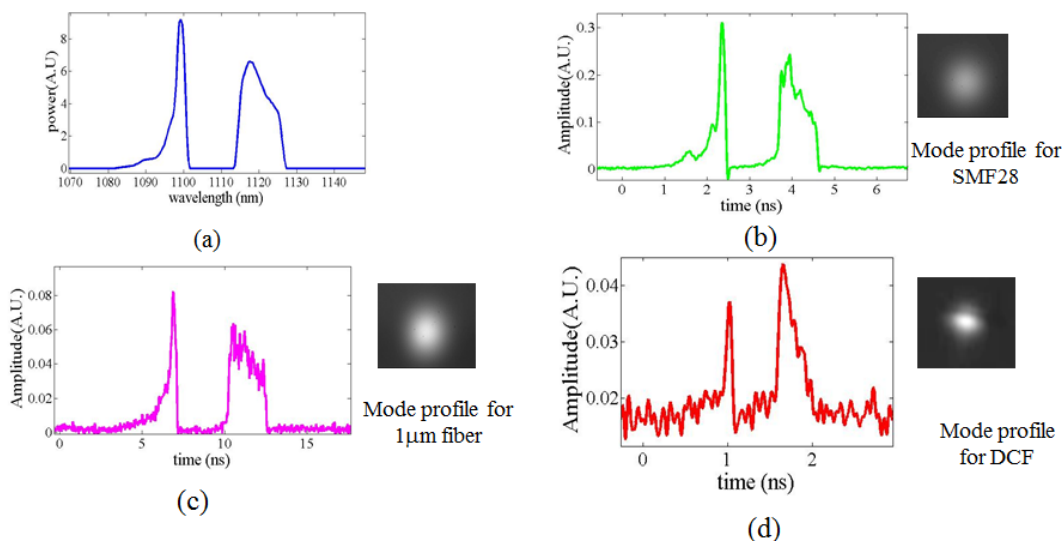 power(A.U)
8
6
4
2
0
1070 1080 1090 1100 1110 1120 1130 1140
wavelength (nm)
(a)
Amplitude(A.U.)
0.3
0.2
0.1
0
0 1 2 3 4 5 6
time (ns)
(b)
Mode profile for
SMF28
Amplitude(A.U.)
0.08
0.06
0.04
0.02
0
0 5 10 15
time (ns)
(c)
Mode profile for
1μm fiber
Amplitude(A.U.)
0.04
0.03
0.02
0 1 2
time (ns)
(d)
Mode profile
for DCF